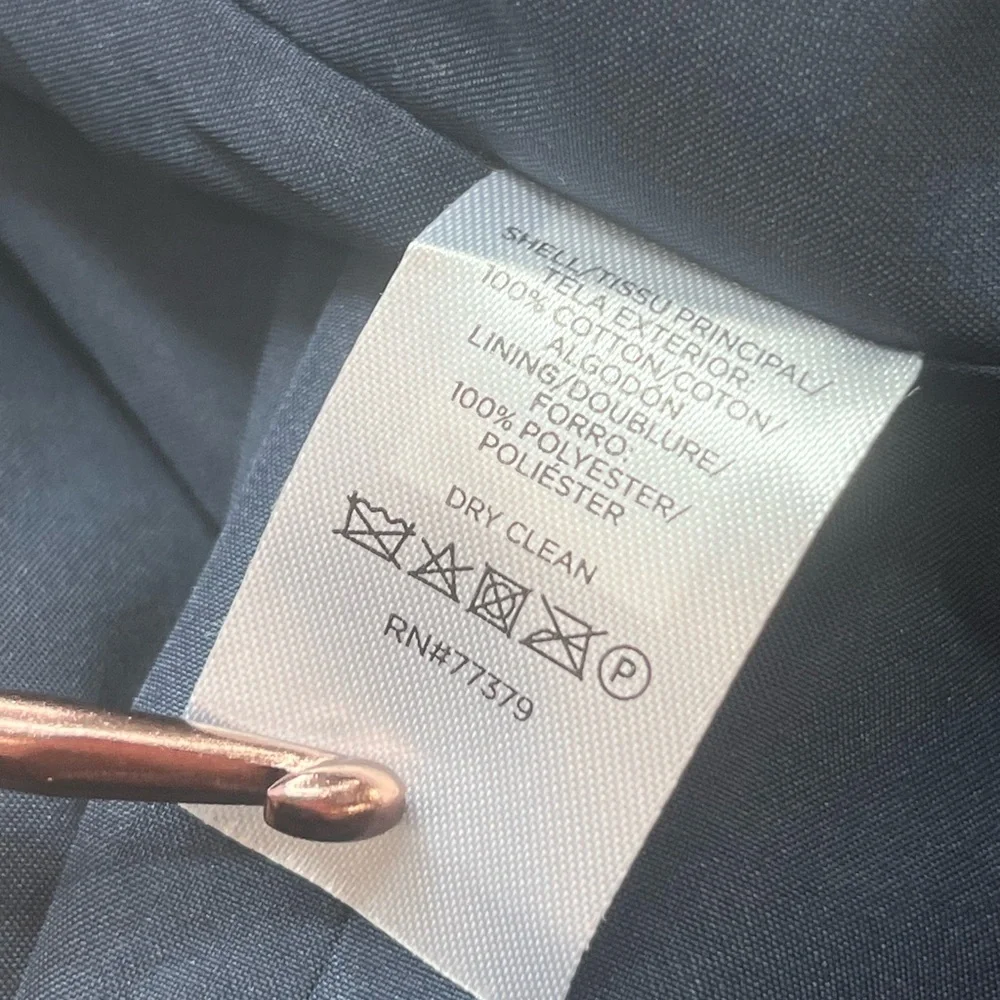 SHELL/TISSU PRINCIPAL/
TELA EXTERIOR:
100% COTTON/COTON/
ALGODÓN
LINING/DOUBLURE/
FORRO:
100% POLYESTER/
POLIÉSTER
DRY CLEAN
P
RN#77379